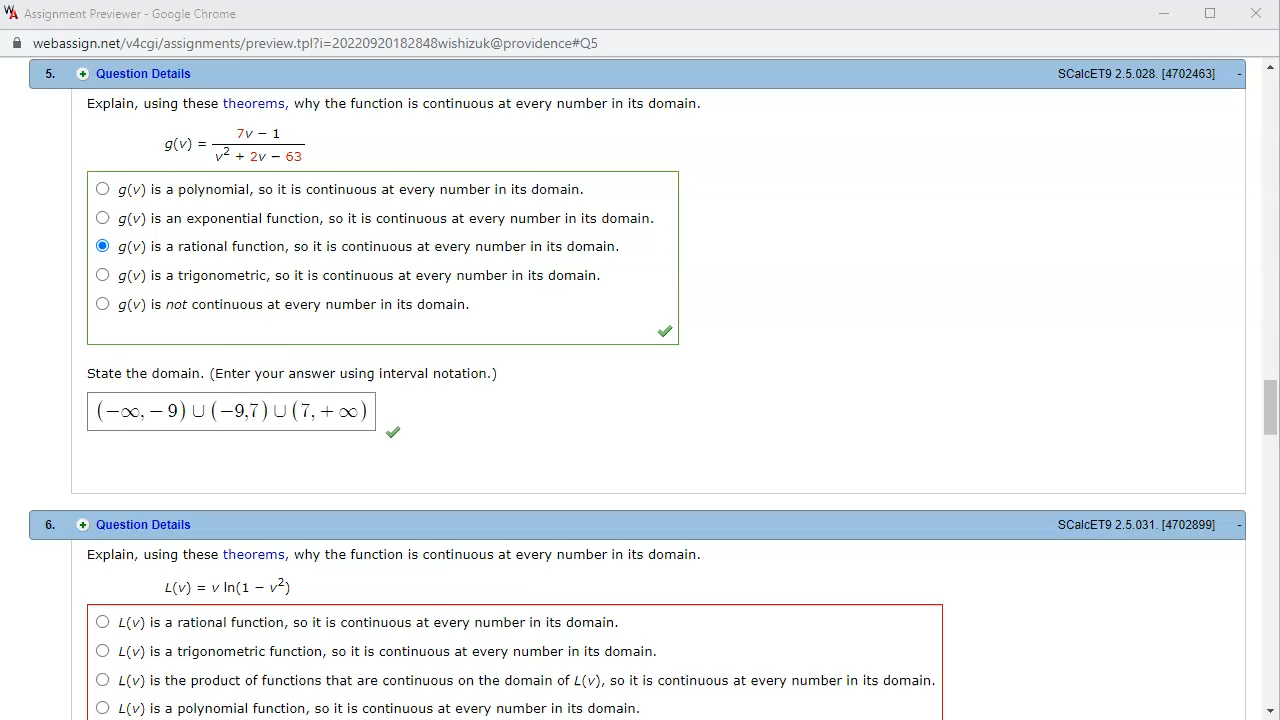 Assignment Previewer - Google Chrome
webassign.net/v4cgi/assignments/preview.tpl?i=20220920182848wishizuk@providence#Q5
5. Question Details SCalcET9 2.5.028. [4702463] -
Explain, using these theorems, why the function is continuous at every number in its domain.
g(v) = (7v − 1)/(v² + 2v − 63)
g(v) is a polynomial, so it is continuous at every number in its domain.
g(v) is an exponential function, so it is continuous at every number in its domain.
g(v) is a rational function, so it is continuous at every number in its domain.
g(v) is a trigonometric, so it is continuous at every number in its domain.
g(v) is not continuous at every number in its domain.
State the domain. (Enter your answer using interval notation.)
(−∞, − 9) ∪ (−9,7) ∪ (7, + ∞)
6. Question Details SCalcET9 2.5.031. [4702899] -
Explain, using these theorems, why the function is continuous at every number in its domain.
L(v) = v ln(1 − v²)
L(v) is a rational function, so it is continuous at every number in its domain.
L(v) is a trigonometric function, so it is continuous at every number in its domain.
L(v) is the product of functions that are continuous on the domain of L(v), so it is continuous at every number in its domain.
L(v) is a polynomial function, so it is continuous at every number in its domain.